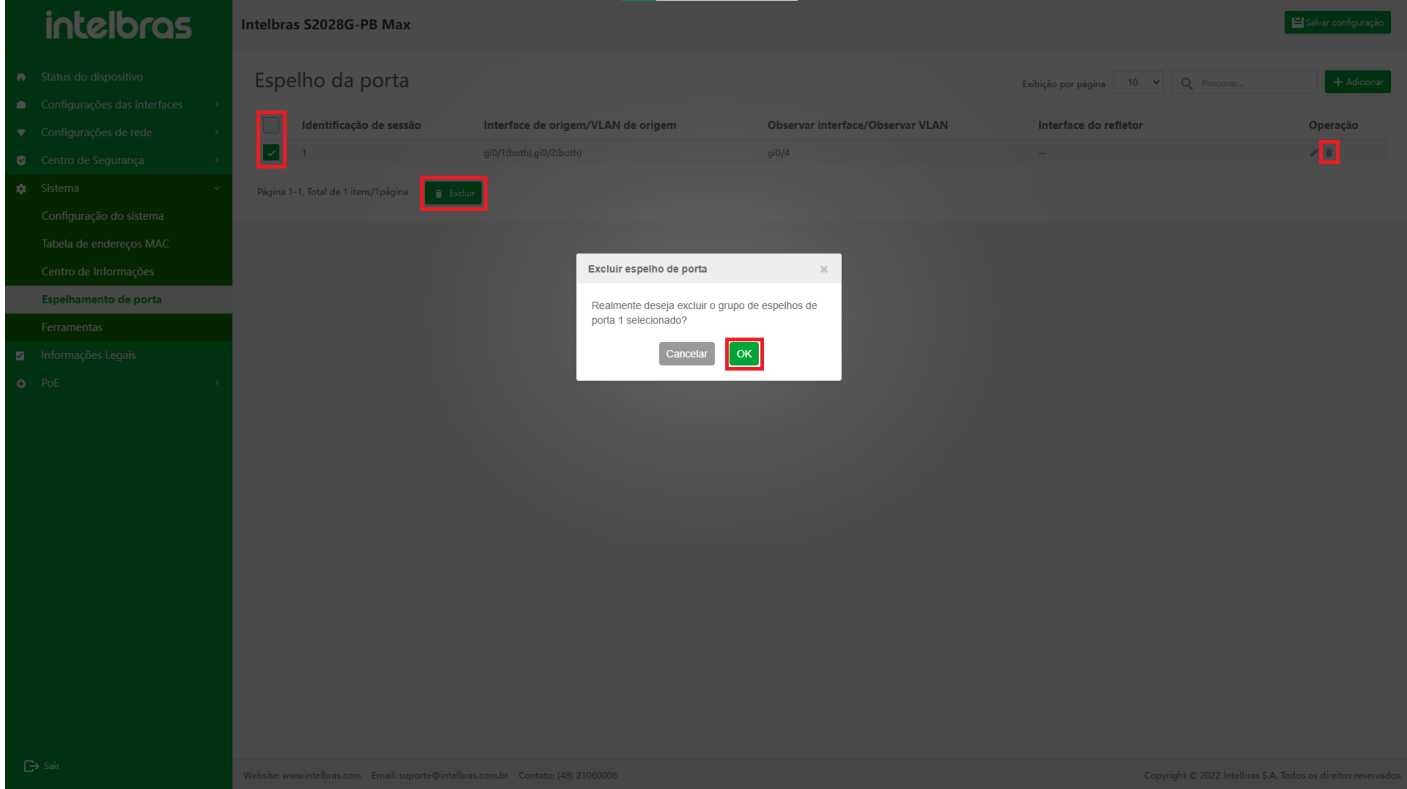 intelbras
Intelbras S2028G-PB Max
Salvar configuração
Status do dispositivo
Configurações das Interfaces
Configurações de rede
Centro de Segurança
Sistema
Configuração do sistema
Tabela de endereços MAC
Centro de Informações
Espelhamento de porta
Ferramentas
Informações Legais
PoE
Sair
Espelho da porta
Exibição por página 10 Procurar... + Adicionar
Identificação de sessão Interface de origem/VLAN de origem Observar interface/Observar VLAN Interface do refletor Operação
1 gi0/1(both),gi0/2(both) gi0/4 --
Página 1-1, Total de 1 itens/1página Excluir
Excluir espelho de porta ×
Realmente deseja excluir o grupo de espelhos de
porta 1 selecionado?
Cancelar OK
Website: www.intelbras.com Email: suporte@intelbras.com.br Contato: (48) 21060006 Copyright © 2022 Intelbras S.A. Todos os direitos reservados.